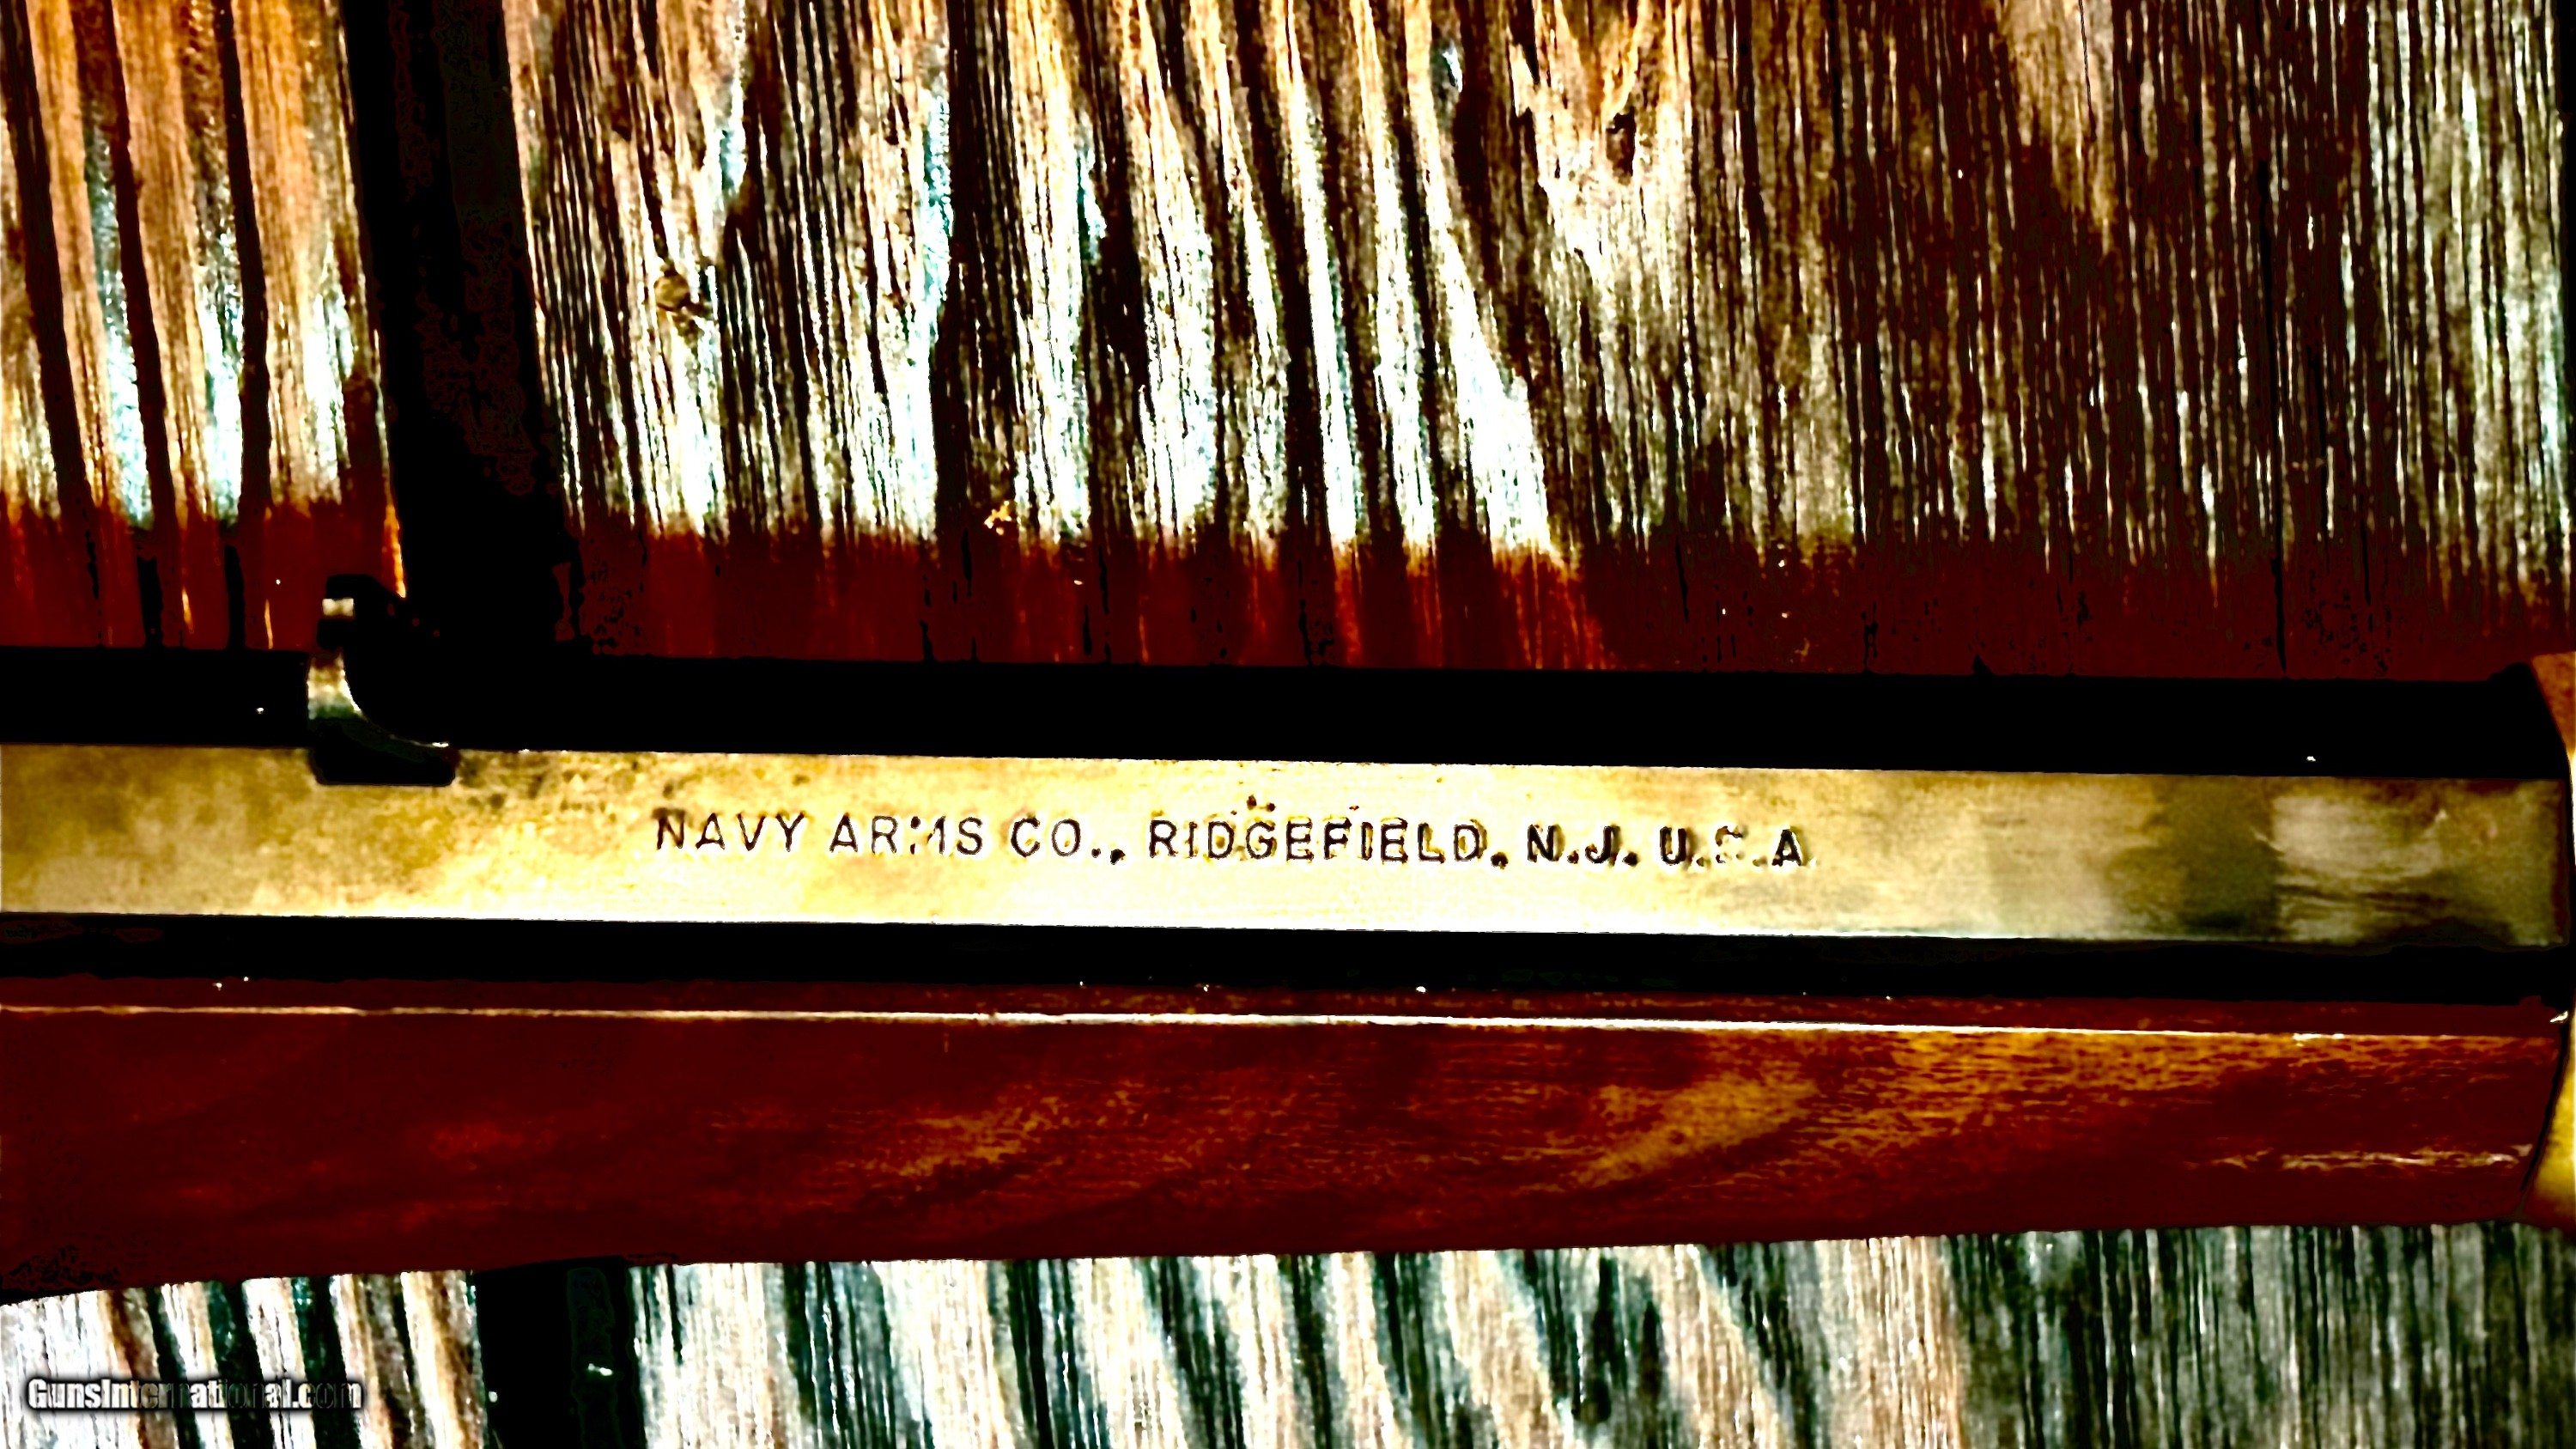 NAVY ARMS CO., RIDGEFIELD, N.J. U.S.A.
GunsInternational.com